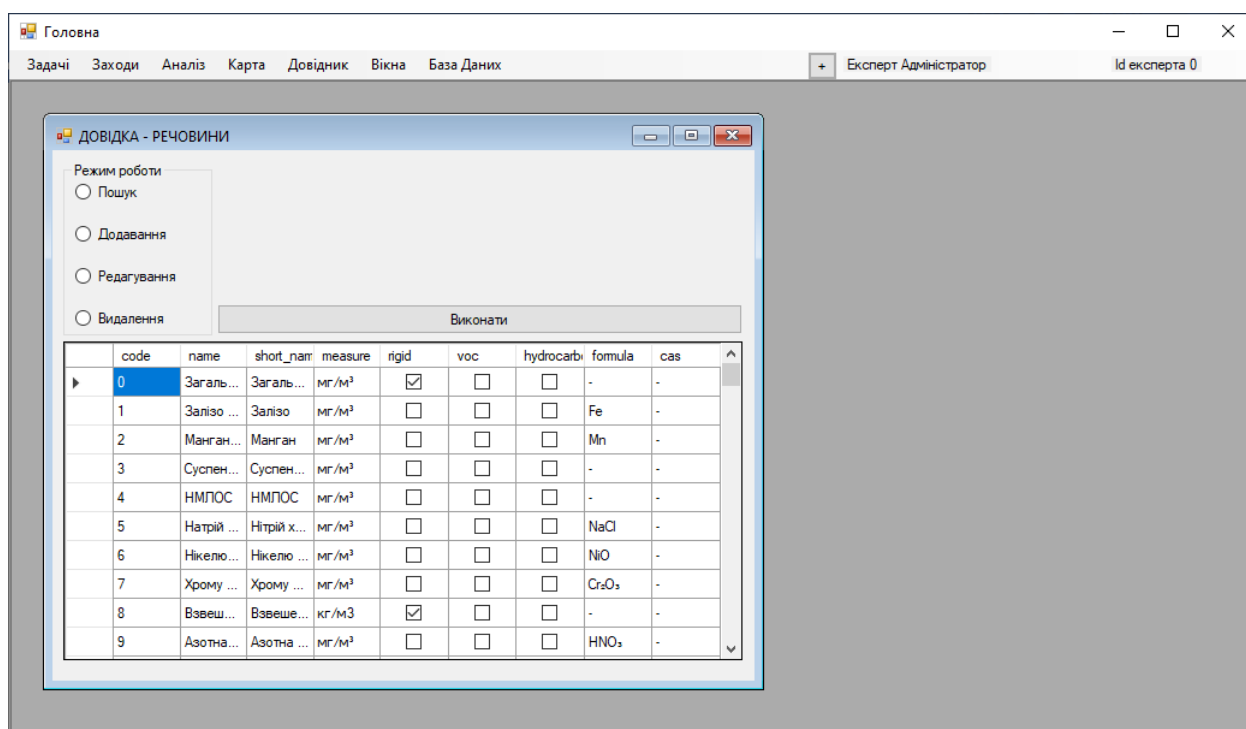 Головна
Задачі Заходи Аналіз Карта Довідник Вікна База Даних + Експерт Адміністратор Id експерта 0
ДОВІДКА - РЕЧОВИНИ
Режим роботи
Пошук
Додавання
Редагування
Видалення
Виконати
code name short_nam measure rigid voc hydrocarb formula cas
0 Загаль... Загаль... мг/м³ - -
1 Залізо ... Залізо мг/м³ Fe -
2 Манган... Манган мг/м³ Mn -
3 Суспен... Суспен... мг/м³ - -
4 НМЛОС НМЛОС мг/м³ - -
5 Натрій ... Нітрій х... мг/м³ NaCl -
6 Нікелю... Нікелю ... мг/м³ NiO -
7 Хрому ... Хрому ... мг/м³ Cr₂O₃ -
8 Взвеш... Взвеше... кг/м3 - -
9 Азотна... Азотна ... мг/м³ HNO₃ -